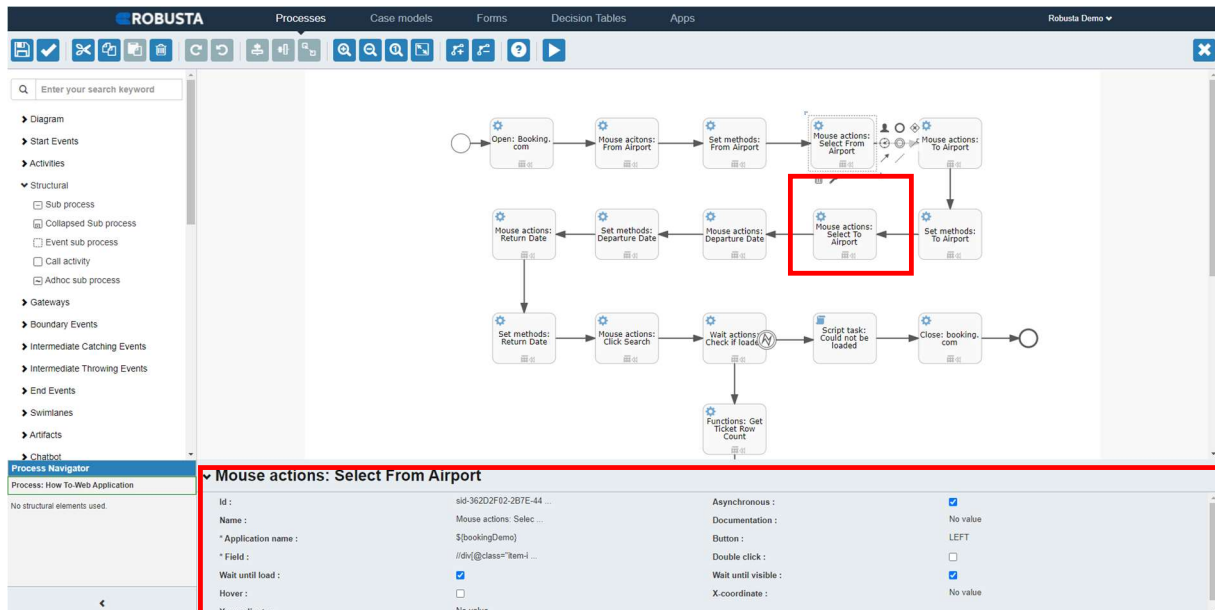 ROBUSTA
Processes
Case models
Forms
Decision Tables
Apps
Robusta Demo
Enter your search keyword
Diagram
Start Events
Activities
Structural
Sub process
Collapsed Sub process
Event sub process
Call activity
Adhoc sub process
Gateways
Boundary Events
Intermediate Catching Events
Intermediate Throwing Events
End Events
Swimlanes
Artifacts
Chatbot
Process Navigator
Process: How To-Web Application
No structural elements used.
Open: Booking.
com
Mouse acitons:
From Airport
Set methods:
From Airport
Mouse actions:
Select From
Airport
Mouse actions:
To Airport
Mouse actions:
Return Date
Set methods:
Departure Date
Mouse actions:
Departure Date
Mouse actions:
Select To
Airport
Set methods:
To Airport
Set methods:
Return Date
Mouse actions:
Click Search
Wait actions:
Check if loaded
Script task:
Could not be
loaded
Close: booking.
com
Functions: Get
Ticket Row
Count
Mouse actions: Select From Airport
Id :
sid-362D2F02-2B7E-44 ...
Asynchronous :
Name :
Mouse actions: Selec ...
Documentation :
No value
* Application name :
${bookingDemo}
Button :
LEFT
* Field :
//div[@class="item-i ...
Double click :
Wait until load :
Wait until visible :
Hover :
X-coordinate :
No value
No value